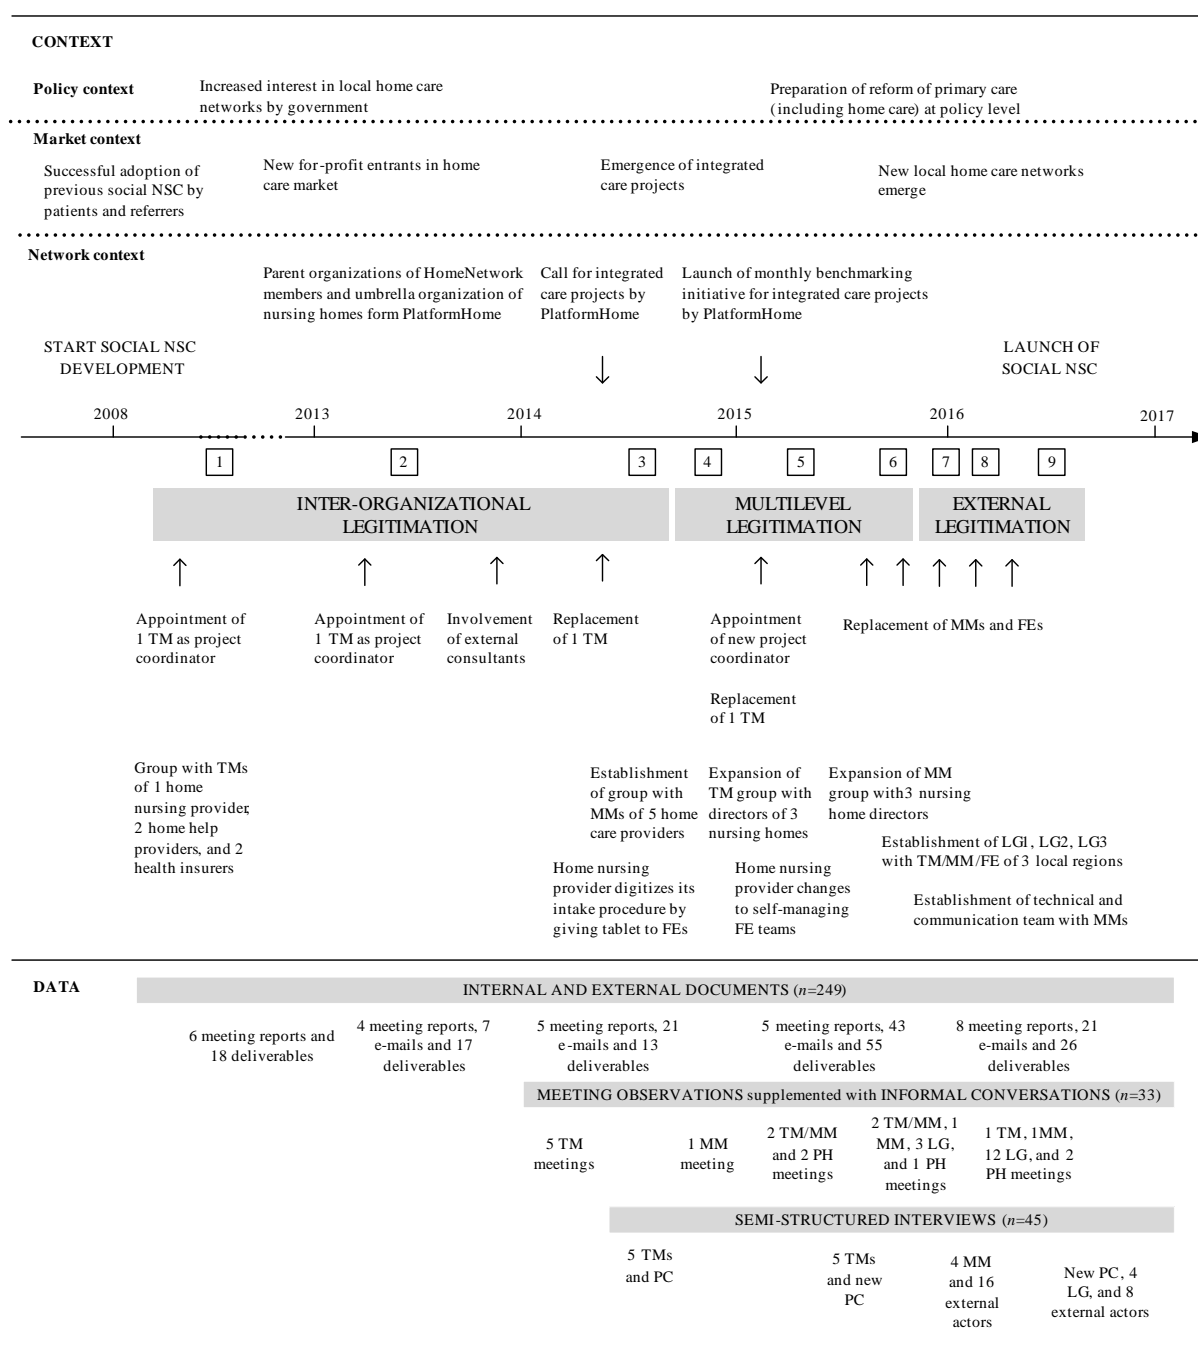 CONTEXT
Policy context
Increased interest in local home care
networks by government
Preparation of reform of primary care
(including home care) at policy level
Market context
Successful adoption of
previous social NSC by
patients and referrers
New for-profit entrants in home
care market
Emergence of integrated
care projects
New local home care networks
emerge
Network context
Parent organizations of HomeNetwork
members and umbrella organization of
nursing homes form PlatformHome
Call for integrated
care projects by
PlatformHome
Launch of monthly benchmarking
initiative for integrated care projects
by PlatformHome
START SOCIAL NSC
DEVELOPMENT
LAUNCH OF
SOCIAL NSC
2008 2013 2014 2015 2016 2017
1 2 3 4 5 6 7 8 9
INTER-ORGANIZATIONAL
LEGITIMATION
MULTILEVEL
LEGITIMATION
EXTERNAL
LEGITIMATION
Appointment of
1 TM as project
coordinator
Appointment of
1 TM as project
coordinator
Involvement
of external
consultants
Replacement
of 1 TM
Appointment
of new project
coordinator
Replacement of MMs and FEs
Replacement
of 1 TM
Group with TMs
of 1 home
nursing provider,
2 home help
providers, and 2
health insurers
Establishment
of group with
MMs of 5 home
care providers
Expansion of
TM group with
directors of 3
nursing homes
Expansion of MM
group with3 nursing
home directors
Establishment of LG1, LG2, LG3
with TM/MM/FE of 3 local regions
Home nursing
provider digitizes its
intake procedure by
giving tablet to FEs
Home nursing
provider changes
to self-managing
FE teams
Establishment of technical and
communication team with MMs
DATA
INTERNAL AND EXTERNAL DOCUMENTS (n=249)
6 meeting reports and
18 deliverables
4 meeting reports, 7
e-mails and 17
deliverables
5 meeting reports, 21
e-mails and 13
deliverables
5 meeting reports, 43
e-mails and 55
deliverables
8 meeting reports, 21
e-mails and 26
deliverables
MEETING OBSERVATIONS supplemented with INFORMAL CONVERSATIONS (n=33)
5 TM
meetings
1 MM
meeting
2 TM/MM
and 2 PH
meetings
2 TM/MM, 1
MM, 3 LG,
and 1 PH
meetings
1 TM, 1MM,
12 LG, and 2
PH meetings
SEMI-STRUCTURED INTERVIEWS (n=45)
5 TMs
and PC
5 TMs
and new
PC
4 MM
and 16
external
actors
New PC, 4
LG, and 8
external actors